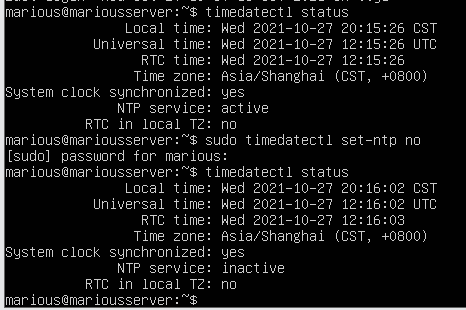 marious@mariousserver:~$ timedatectl status
Local time: Wed 2021-10-27 20:15:26 CST
Universal time: Wed 2021-10-27 12:15:26 UTC
RTC time: Wed 2021-10-27 12:15:26
Time zone: Asia/Shanghai (CST, +0800)
System clock synchronized: yes
NTP service: active
RTC in local TZ: no
marious@mariousserver:~$ sudo timedatectl set-ntp no
[sudo] password for marious:
marious@mariousserver:~$ timedatectl status
Local time: Wed 2021-10-27 20:16:02 CST
Universal time: Wed 2021-10-27 12:16:02 UTC
RTC time: Wed 2021-10-27 12:16:03
Time zone: Asia/Shanghai (CST, +0800)
System clock synchronized: yes
NTP service: inactive
RTC in local TZ: no
marious@mariousserver:~$